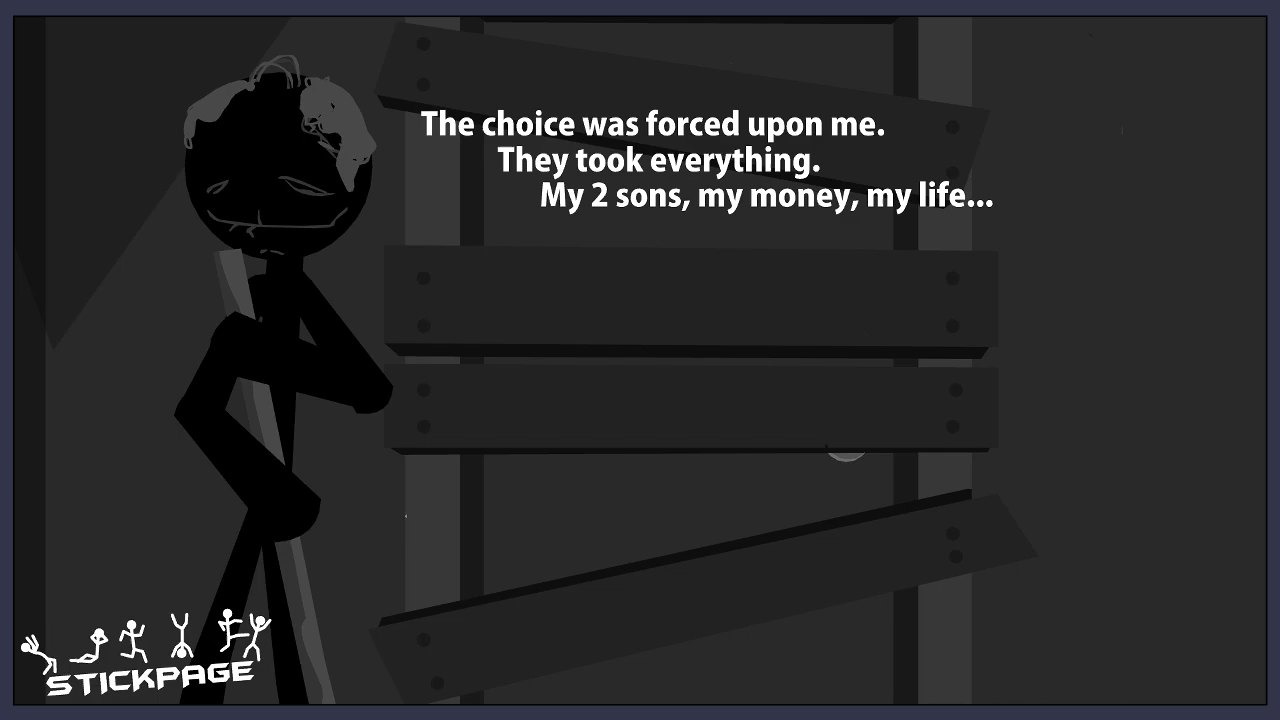 The choice was forced upon me.
They took everything.
My 2 sons, my money, my life...
STICKPAGE